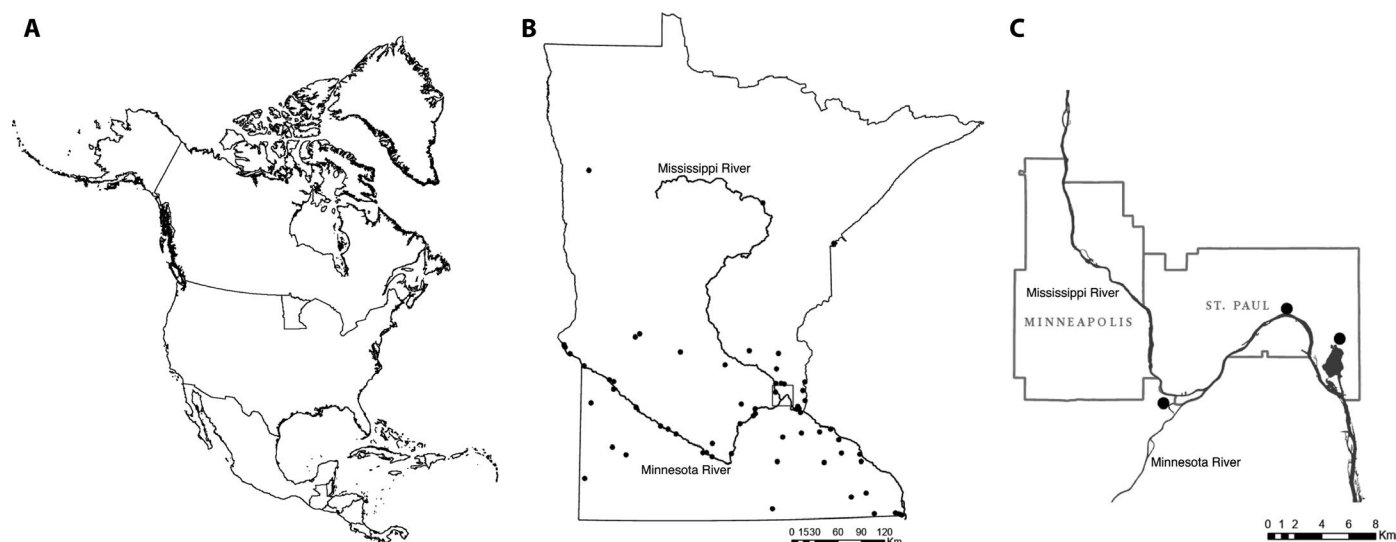 A
B
C
Mississippi River
Minnesota River
0 1530 60 90 120
Km
Mississippi River
MINNEAPOLIS
ST. PAUL
Minnesota River
0 1 2 4 6 8
Km